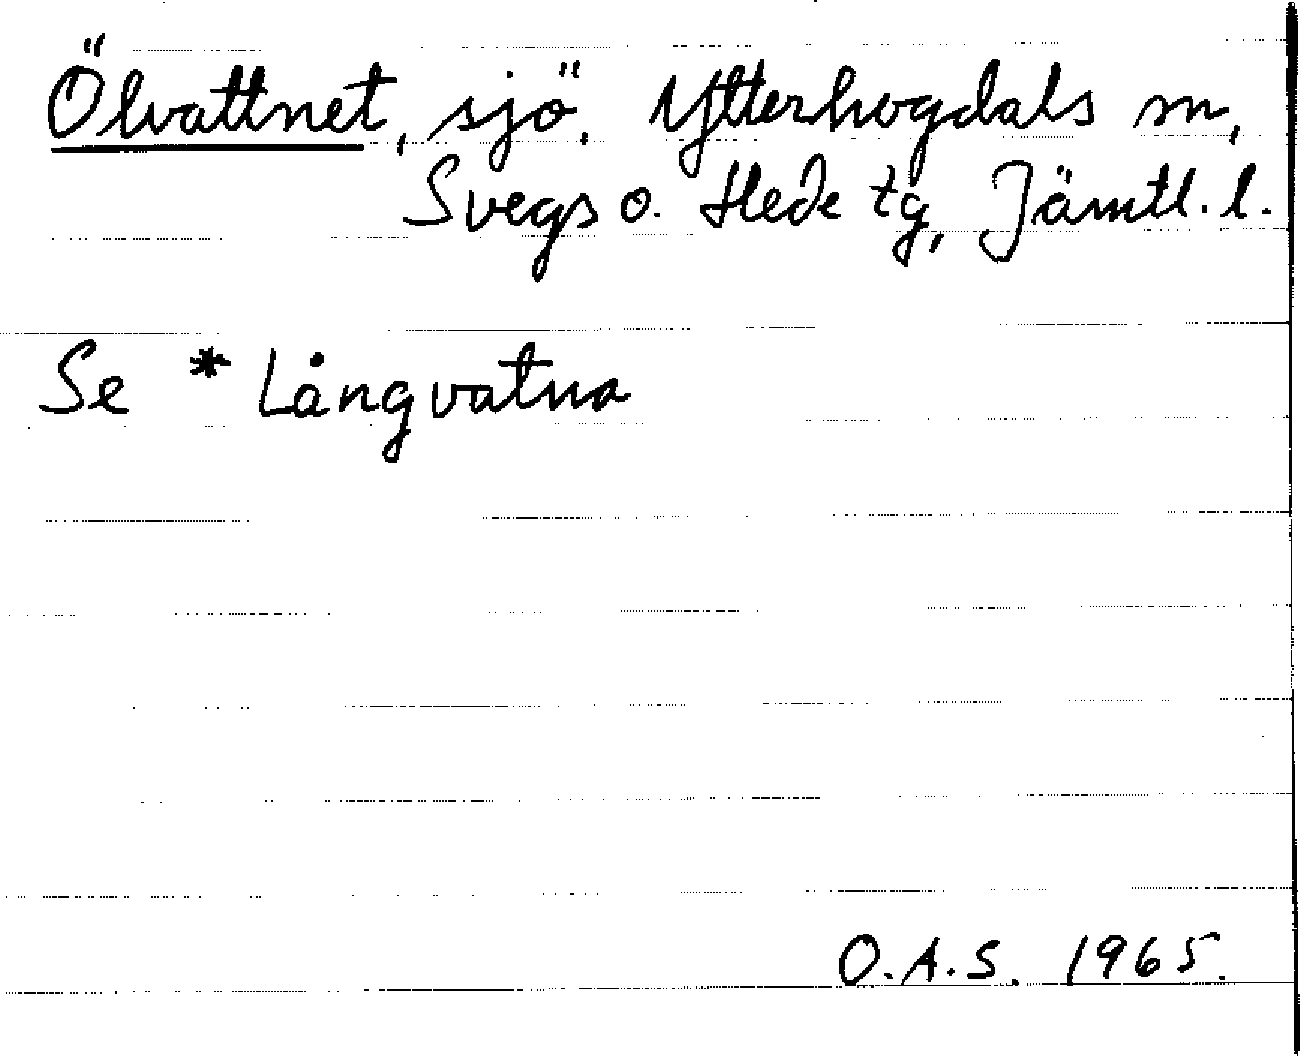 Ölvattnet, sjö. Ytterhogdals sn,
Svegs o. Hede tg, Jämtl. l.
Se * Långvatna
O.A.S. 1965.